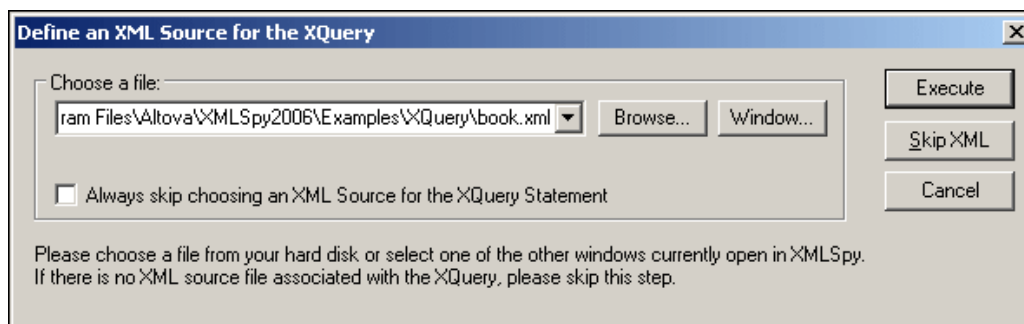 Define an XML Source for the XQuery
Choose a file:
ram Files\Altova\XMLSpy2006\Examples\XQuery\book.xml
Browse...
Window...
Execute
Skip XML
Cancel
Always skip choosing an XML Source for the XQuery Statement
Please choose a file from your hard disk or select one of the other windows currently open in XMLSpy.
If there is no XML source file associated with the XQuery, please skip this step.